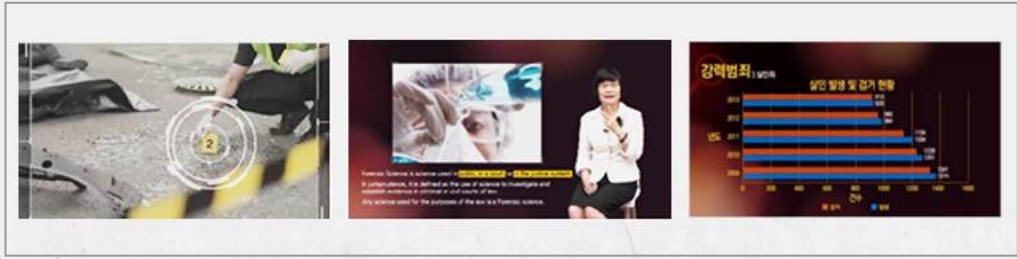 2
Forensic Science is science used in public, in a court or in the justice system.
In jurisprudence, it is defined as the use of science to investigate and
establish evidence in criminal or civil courts of law.
Any science used for the purposes of the law is a Forensic science.
강력범죄 | 살인죄
살인 발생 및 검거 현황
2013
2012
년도 2011
2010
2009
0 200 400 600 800 1000 1200 1400 1600
건수
검거 발생